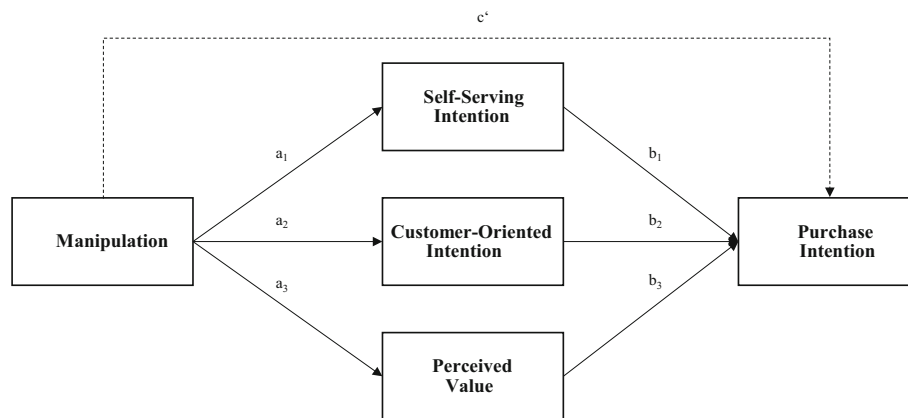 c‘
Self-Serving
Intention
a₁
b₁
Manipulation
a₂
Customer-Oriented
Intention
b₂
Purchase
Intention
a₃
b₃
Perceived
Value